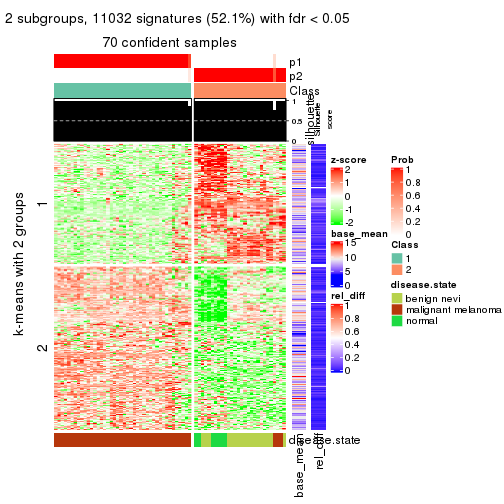 2 subgroups, 11032 signatures (52.1%) with fdr < 0.05
70 confident samples
p1
p2
Class
1
0.5
0
silhouette
Silhouette
score
k-means with 2 groups
1
2
disease.state
base_mean
rel_diff
z-score
2
1
0
-1
-2
base_mean
15
10
5
0
rel_diff
1
0.8
0.6
0.4
0.2
0
Prob
1
0.8
0.6
0.4
0.2
0
Class
1
2
disease.state
benign nevi
malignant melanoma
normal